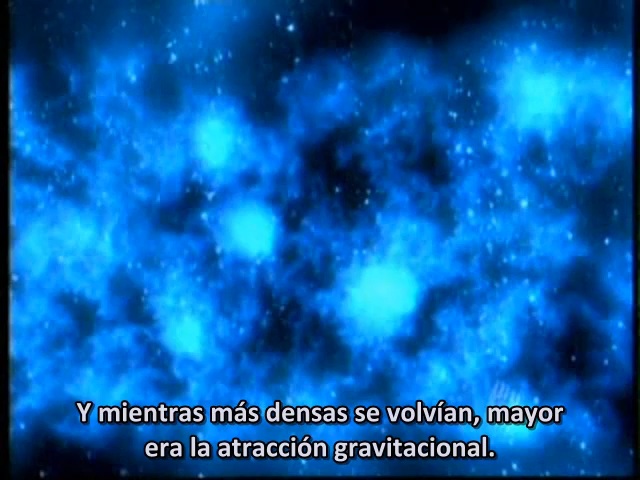 Y mientras más densas se volvían, mayor
era la atracción gravitacional.